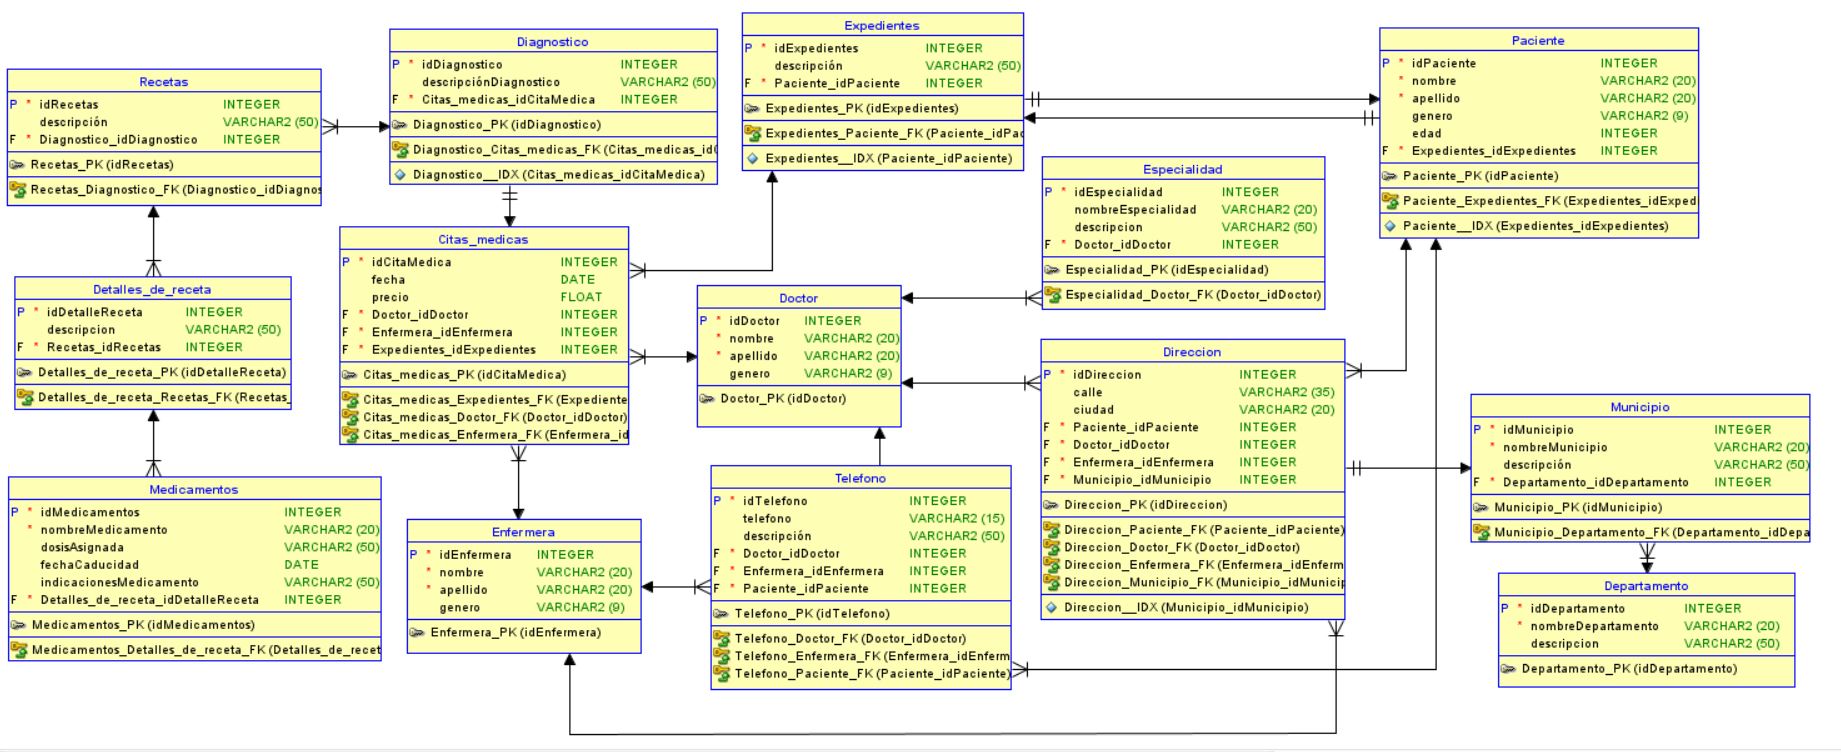 Recetas
P * idRecetas INTEGER
descripción VARCHAR2 (50)
F * Diagnostico_idDiagnostico INTEGER
Recetas_PK (idRecetas)
Recetas_Diagnostico_FK (Diagnostico_idDiagnos
Diagnostico
P * idDiagnostico INTEGER
descripciónDiagnostico VARCHAR2 (50)
F * Citas_medicas_idCitaMedica INTEGER
Diagnostico_PK (idDiagnostico)
Diagnostico_Citas_medicas_FK (Citas_medicas_idC
Diagnostico__IDX (Citas_medicas_idCitaMedica)
Expedientes
P * idExpedientes INTEGER
descripción VARCHAR2 (50)
F * Paciente_idPaciente INTEGER
Expedientes_PK (idExpedientes)
Expedientes_Paciente_FK (Paciente_idPac
Expedientes__IDX (Paciente_idPaciente)
Paciente
P * idPaciente INTEGER
* nombre VARCHAR2 (20)
* apellido VARCHAR2 (20)
genero VARCHAR2 (9)
edad INTEGER
F * Expedientes_idExpedientes INTEGER
Paciente_PK (idPaciente)
Paciente_Expedientes_FK (Expedientes_idExped
Paciente__IDX (Expedientes_idExpedientes)
Especialidad
P * idEspecialidad INTEGER
nombreEspecialidad VARCHAR2 (20)
descripcion VARCHAR2 (50)
F * Doctor_idDoctor INTEGER
Especialidad_PK (idEspecialidad)
Especialidad_Doctor_FK (Doctor_idDoctor)
Citas_medicas
P * idCitaMedica INTEGER
fecha DATE
precio FLOAT
F * Doctor_idDoctor INTEGER
F * Enfermera_idEnfermera INTEGER
F * Expedientes_idExpedientes INTEGER
Citas_medicas_PK (idCitaMedica)
Citas_medicas_Expedientes_FK (Expediente
Citas_medicas_Doctor_FK (Doctor_idDoctor)
Citas_medicas_Enfermera_FK (Enfermera_id
Detalles_de_receta
P * idDetalleReceta INTEGER
descripcion VARCHAR2 (50)
F * Recetas_idRecetas INTEGER
Detalles_de_receta_PK (idDetalleReceta)
Detalles_de_receta_Recetas_FK (Recetas_
Doctor
P * idDoctor INTEGER
* nombre VARCHAR2 (20)
* apellido VARCHAR2 (20)
genero VARCHAR2 (9)
Doctor_PK (idDoctor)
Direccion
P * idDireccion INTEGER
calle VARCHAR2 (35)
ciudad VARCHAR2 (20)
F * Paciente_idPaciente INTEGER
F * Doctor_idDoctor INTEGER
F * Enfermera_idEnfermera INTEGER
F * Municipio_idMunicipio INTEGER
Direccion_PK (idDireccion)
Direccion_Paciente_FK (Paciente_idPaciente)
Direccion_Doctor_FK (Doctor_idDoctor)
Direccion_Enfermera_FK (Enfermera_idEnferm
Direccion_Municipio_FK (Municipio_idMunicip
Direccion__IDX (Municipio_idMunicipio)
Municipio
P * idMunicipio INTEGER
* nombreMunicipio VARCHAR2 (20)
descripción VARCHAR2 (50)
F * Departamento_idDepartamento INTEGER
Municipio_PK (idMunicipio)
Municipio_Departamento_FK (Departamento_idDepa
Medicamentos
P * idMedicamentos INTEGER
* nombreMedicamento VARCHAR2 (20)
dosisAsignada VARCHAR2 (50)
fechaCaducidad DATE
indicacionesMedicamento VARCHAR2 (50)
F * Detalles_de_receta_idDetalleReceta INTEGER
Medicamentos_PK (idMedicamentos)
Medicamentos_Detalles_de_receta_FK (Detalles_de_recet
Enfermera
P * idEnfermera INTEGER
* nombre VARCHAR2 (20)
* apellido VARCHAR2 (20)
genero VARCHAR2 (9)
Enfermera_PK (idEnfermera)
Telefono
P * idTelefono INTEGER
telefono VARCHAR2 (15)
descripción VARCHAR2 (50)
F * Doctor_idDoctor INTEGER
F * Enfermera_idEnfermera INTEGER
F * Paciente_idPaciente INTEGER
Telefono_PK (idTelefono)
Telefono_Doctor_FK (Doctor_idDoctor)
Telefono_Enfermera_FK (Enfermera_idEnferm
Telefono_Paciente_FK (Paciente_idPaciente)
Departamento
P * idDepartamento INTEGER
* nombreDepartamento VARCHAR2 (20)
descripcion VARCHAR2 (50)
Departamento_PK (idDepartamento)